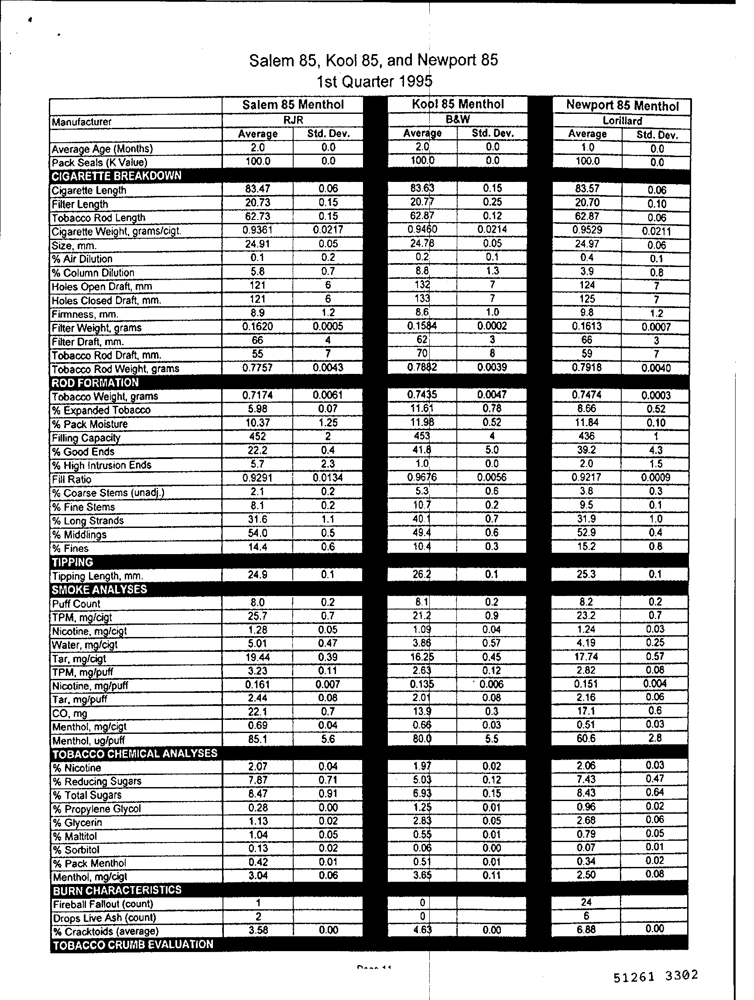 Salem 85, Kool 85, and Newport 85
1st Quarter 1995
Salem 85 Menthol Kool 85 Menthol Newport 85 Menthol
Manufacturer RJR B&W Lorillard
Average Std. Dev. Average Std. Dev. Average Std. Dev.
Average Age (Months) 2.0 0.0 2.0 0.0 1.0 0.0
Pack Seals (K Value) 100.0 0.0 100.0 0.0 100.0 0.0
CIGARETTE BREAKDOWN
Cigarette Length 83.47 0.06 83.63 0.15 83.57 0.06
Filter Length 20.73 0.15 20.77 0.25 20.70 0.10
Tobacco Rod Length 62.73 0.15 62.87 0.12 62.87 0.06
Cigarette Weight, grams/cigt. 0.9361 0.0217 0.9460 0.0214 0.9529 0.0211
Size, mm. 24.91 0.05 24.78 0.05 24.97 0.06
% Air Dilution 0.1 0.2 0.2 0.1 0.4 0.1
% Column Dilution 5.8 0.7 8.8 1.3 3.9 0.8
Holes Open Draft, mm 121 6 132 7 124 7
Holes Closed Draft, mm. 121 6 133 7 125 7
Firmness, mm. 8.9 1.2 8.6 1.0 9.8 1.2
Filter Weight, grams 0.1620 0.0005 0.1584 0.0002 0.1613 0.0007
Filter Draft, mm. 66 4 62 3 66 3
Tobacco Rod Draft, mm. 55 7 70 8 59 7
Tobacco Rod Weight, grams 0.7757 0.0043 0.7882 0.0039 0.7918 0.0040
ROD FORMATION
Tobacco Weight, grams 0.7174 0.0061 0.7435 0.0047 0.7474 0.0003
% Expanded Tobacco 5.98 0.07 11.61 0.78 8.66 0.52
% Pack Moisture 10.37 1.25 11.98 0.52 11.84 0.10
Filling Capacity 452 2 453 4 436 1
% Good Ends 22.2 0.4 41.8 5.0 39.2 4.3
% High Intrusion Ends 5.7 2.3 1.0 0.0 2.0 1.5
Fill Ratio 0.9291 0.0134 0.9676 0.0056 0.9217 0.0009
% Coarse Stems (unadj.) 2.1 0.2 5.3 0.6 3.8 0.3
% Fine Stems 8.1 0.2 10.7 0.2 9.5 0.1
% Long Strands 31.6 1.1 40.1 0.7 31.9 1.0
% Middlings 54.0 0.5 49.4 0.6 52.9 0.4
% Fines 14.4 0.6 10.4 0.3 15.2 0.8
TIPPING
Tipping Length, mm. 24.9 0.1 26.2 0.1 25.3 0.1
SMOKE ANALYSES
Puff Count 8.0 0.2 8.1 0.2 8.2 0.2
TPM, mg/cigt 25.7 0.7 21.2 0.9 23.2 0.7
Nicotine, mg/cigt 1.28 0.05 1.09 0.04 1.24 0.03
Water, mg/cigt 5.01 0.47 3.86 0.57 4.19 0.25
Tar, mg/cigt 19.44 0.39 16.25 0.45 17.74 0.57
TPM, mg/puff 3.23 0.11 2.63 0.12 2.82 0.08
Nicotine, mg/puff 0.161 0.007 0.135 0.006 0.151 0.004
Tar, mg/puff 2.44 0.08 2.01 0.08 2.16 0.06
CO, mg 22.1 0.7 13.9 0.3 17.1 0.6
Menthol, mg/cigt 0.69 0.04 0.66 0.03 0.51 0.03
Menthol, ug/puff 85.1 5.6 80.0 5.5 60.6 2.8
TOBACCO CHEMICAL ANALYSES
% Nicotine 2.07 0.04 1.97 0.02 2.06 0.03
% Reducing Sugars 7.87 0.71 5.03 0.12 7.43 0.47
% Total Sugars 8.47 0.91 6.93 0.15 8.43 0.64
% Propylene Glycol 0.28 0.00 1.25 0.01 0.96 0.02
% Glycerin 1.13 0.02 2.83 0.05 2.68 0.06
% Maltitol 1.04 0.05 0.55 0.01 0.79 0.05
% Sorbitol 0.13 0.02 0.06 0.00 0.07 0.01
% Pack Menthol 0.42 0.01 0.51 0.01 0.34 0.02
Menthol, mg/cigt 3.04 0.06 3.65 0.11 2.50 0.08
BURN CHARACTERISTICS
Fireball Fallout (count) 1 0 24
Drops Live Ash (count) 2 0 6
% Cracktoids (average) 3.58 0.00 4.63 0.00 6.88 0.00
TOBACCO CRUMB EVALUATION
51261 3302